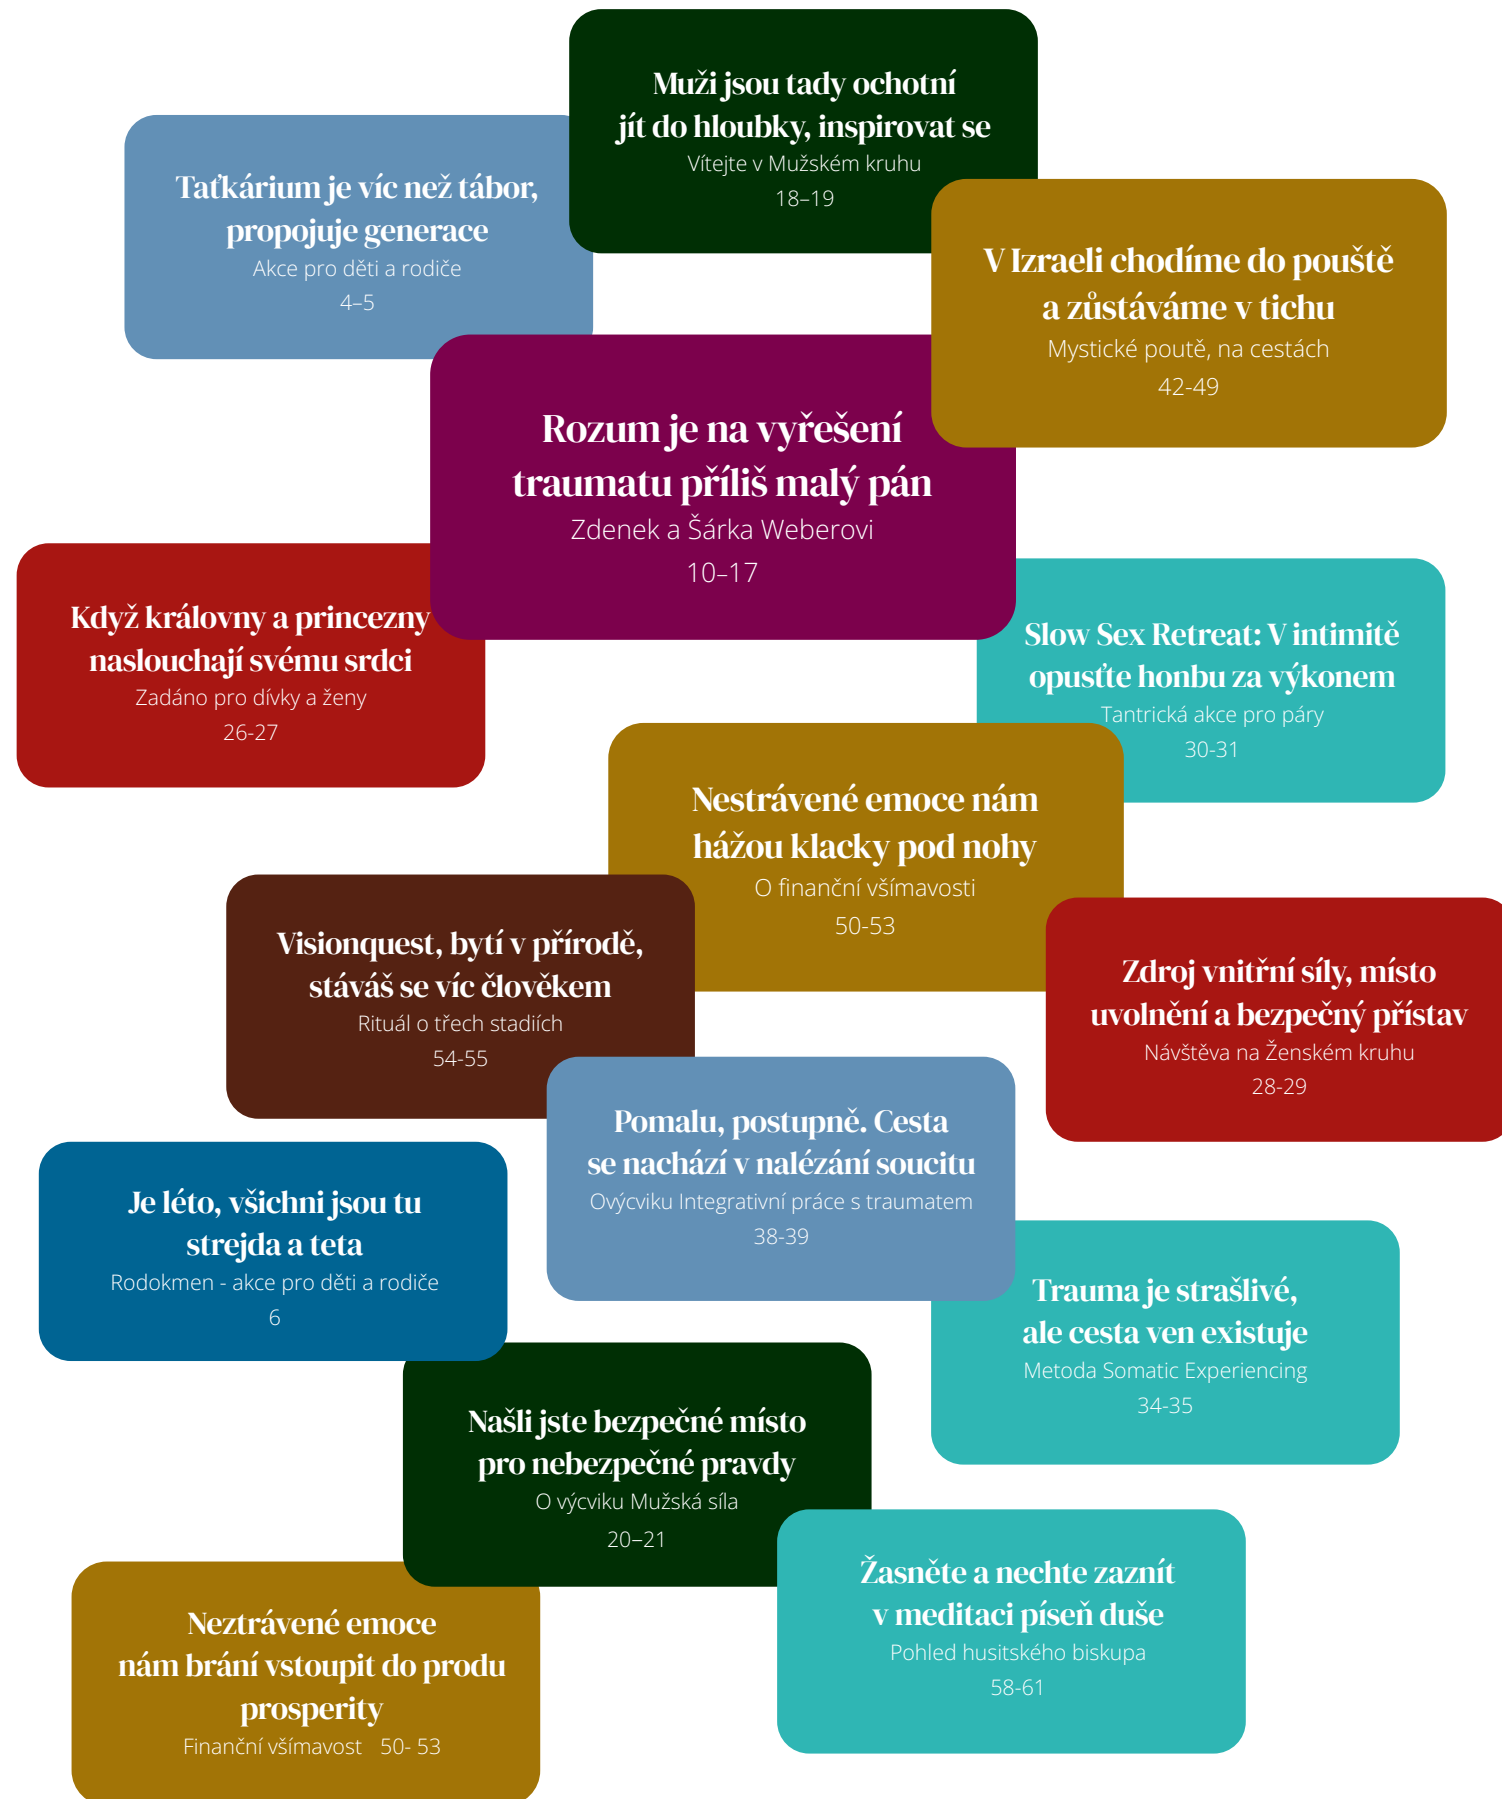 Muži jsou tady ochotní
jít do hloubky, inspirovat se
Vítejte v Mužském kruhu
18–19
Taťkárium je víc než tábor,
propojuje generace
Akce pro děti a rodiče
4–5
V Izraeli chodíme do pouště
a zůstáváme v tichu
Mystické poutě, na cestách
42-49
Rozum je na vyřešení
traumatu příliš malý pán
Zdenek a Šárka Weberovi
10–17
Když královny a princezny
naslouchají svému srdci
Zadáno pro dívky a ženy
26-27
Slow Sex Retreat: V intimitě
opusťte honbu za výkonem
Tantrická akce pro páry
30-31
Nestrávené emoce nám
hážou klacky pod nohy
O finanční všímavosti
50-53
Visionquest, bytí v přírodě,
stáváš se víc člověkem
Rituál o třech stadiích
54-55
Zdroj vnitřní síly, místo
uvolnění a bezpečný přístav
Návštěva na Ženském kruhu
28-29
Pomalu, postupně. Cesta
se nachází v nalézání soucitu
Ovýcviku Integrativní práce s traumatem
38-39
Je léto, všichni jsou tu
strejda a teta
Rodokmen - akce pro děti a rodiče
6
Trauma je strašlivé,
ale cesta ven existuje
Metoda Somatic Experiencing
34-35
Našli jste bezpečné místo
pro nebezpečné pravdy
O výcviku Mužská síla
20–21
Žasněte a nechte zaznít
v meditaci píseň duše
Pohled husitského biskupa
58-61
Neztrávené emoce
nám brání vstoupit do produ
prosperity
Finanční všímavost 50- 53